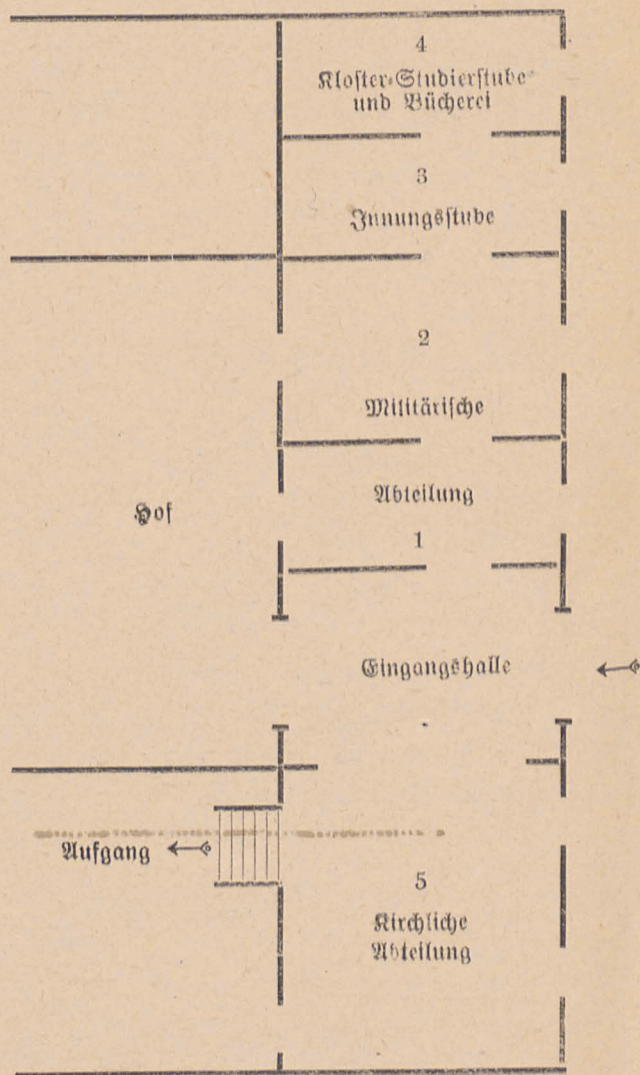 4
Kloster-Studierstube
und Bücherei
3
Innungsstube
2
Militärische
Abteilung
1
Hof
Eingangshalle
Aufgang
5
Kirchliche
Abteilung